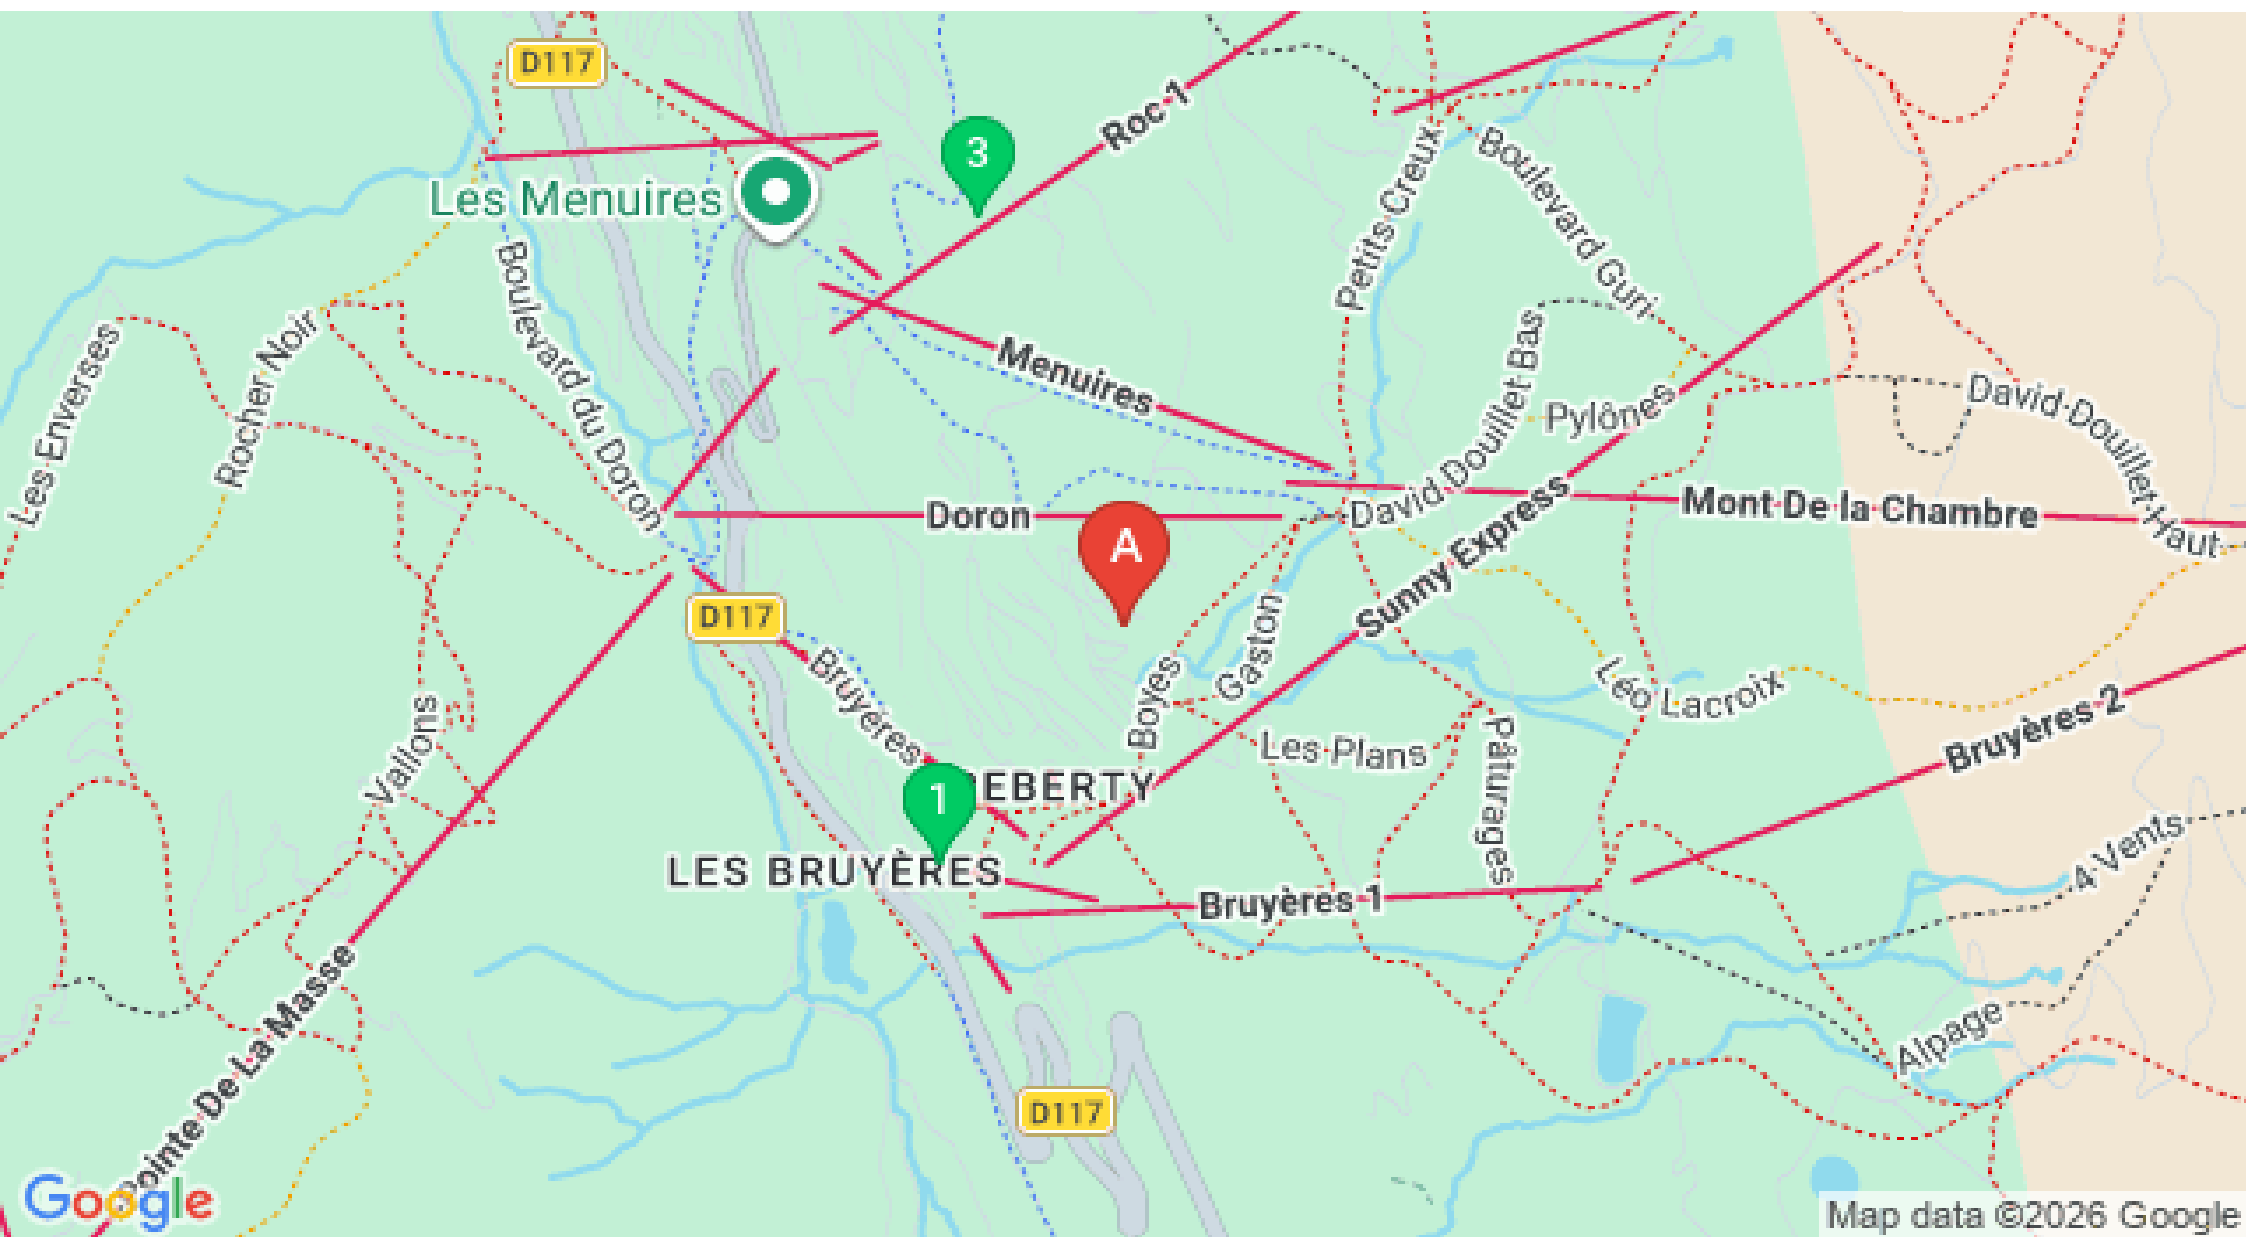 D117
Roc 1
3
Petits Creux
Boulevard Guri
Les Menuires
Boulevard du Doron
Les Enverses
Rocher Noir
Menuires
David Douillet Bas
Pylônes
David Douillet Haut
Doron
A
Sunny Express
Mont De la Chambre
D117
Bruyéres
Boyes
Gaston
Léo Lacroix
Les Plans
Pâturages
Bruyères 2
Vallons
1
EBERTY
LES BRUYÈRES
Bruyères 1
4 Vents
Pointe De La Masse
Alpage
D117
Google
Map data ©2026 Google